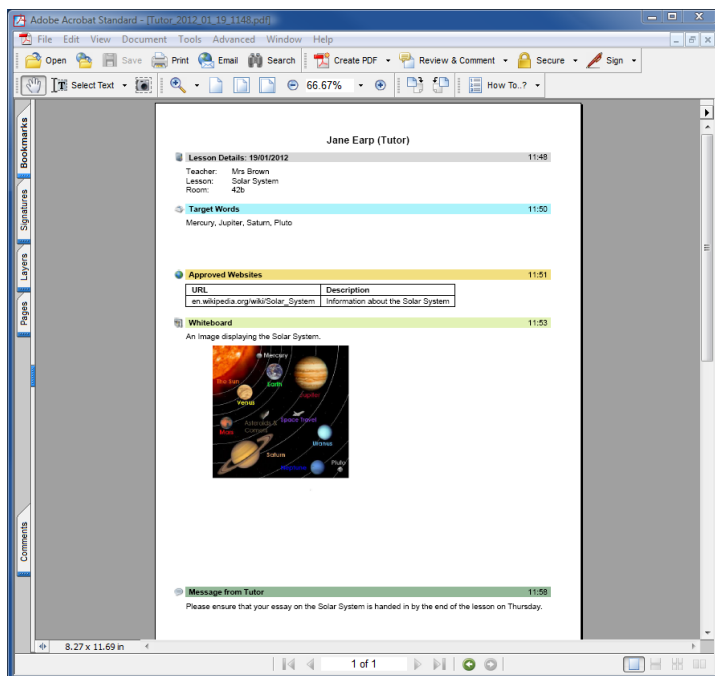 Adobe Acrobat Standard - [Tutor_2012_01_19_1148.pdf]
File Edit View Document Tools Advanced Window Help
Open Save Print Email Search Create PDF Review & Comment Secure Sign
Select Text 66.67% How To..?
Bookmarks
Signatures
Layers
Pages
Comments
Jane Earp (Tutor)
Lesson Details: 19/01/2012 11:48
Teacher: Mrs Brown
Lesson: Solar System
Room: 42b
Target Words 11:50
Mercury, Jupiter, Saturn, Pluto
Approved Websites 11:51
URL Description
en.wikipedia.org/wiki/Solar_System Information about the Solar System
Whiteboard 11:53
An Image displaying the Solar System.
Mercury
The Sun
Earth
Jupiter
Venus
Mars
Asteroids &
Comets
Space Travel
Uranus
Saturn
Neptune
Pluto
Message from Tutor 11:58
Please ensure that your essay on the Solar System is handed in by the end of the lesson on Thursday.
8.27 x 11.69 in
1 of 1